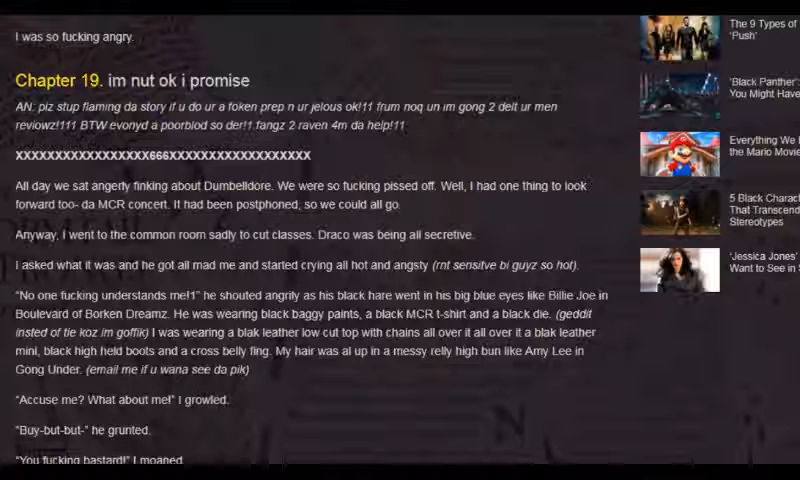 I was so fucking angry.
Chapter 19. im nut ok i promise
AN: plz stup flaming da story if u do ur a foken prep n ur jelous ok!11 frum noq un im gong 2 delt ur men
reviowz!111 BTW evonyd a poorblod so der!1 fangz 2 raven 4m da help!11
XXXXXXXXXXXXXXXXX666XXXXXXXXXXXXXXXXXX
All day we sat angerly finking about Dumbelldore. We were so fucking pissed off. Well, I had one thing to look
forward too- da MCR concert. It had been postphoned, so we could all go.
Anyway, I went to the common room sadly to cut classes. Draco was being all secretive.
I asked what it was and he got all mad me and started crying all hot and angsty (rnt sensitve bi guyz so hot).
“No one fucking understands me!1” he shouted angrily as his black hare went in his big blue eyes like Billie Joe in
Boulevard of Borken Dreamz. He was wearing black baggy paints, a black MCR t-shirt and a black die. (geddit
insted of tie koz im goffik) I was wearing a blak leather low cut top with chains all over it all over it a blak leather
mini, black high held boots and a cross belly fing. My hair was al up in a messy relly high bun like Amy Lee in
Gong Under. (email me if u wana see da pik)
“Accuse me? What about me!” I growled.
“Buy-but-but-” he grunted.
“You fucking bastard!” I moaned.
The 9 Types of
‘Push’
‘Black Panther’:
You Might Have
Everything We
the Mario Movie
5 Black Charac
That Transcend
Stereotypes
‘Jessica Jones’
Want to See in